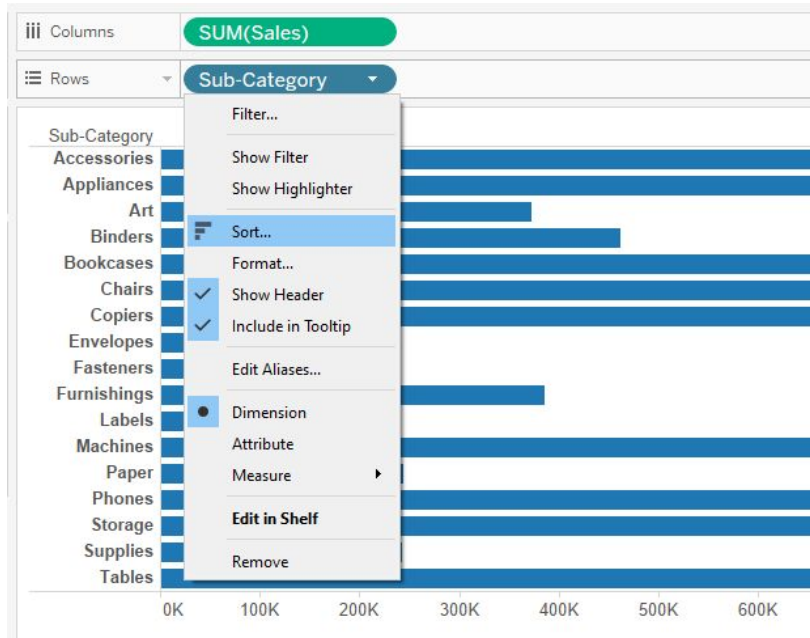 Columns
SUM(Sales)
Rows
Sub-Category
Filter...
Show Filter
Show Highlighter
Sort...
Format...
Show Header
Include in Tooltip
Edit Aliases...
Dimension
Attribute
Measure
Edit in Shelf
Remove
Sub-Category
Accessories
Appliances
Art
Binders
Bookcases
Chairs
Copiers
Envelopes
Fasteners
Furnishings
Labels
Machines
Paper
Phones
Storage
Supplies
Tables
0K 100K 200K 300K 400K 500K 600K